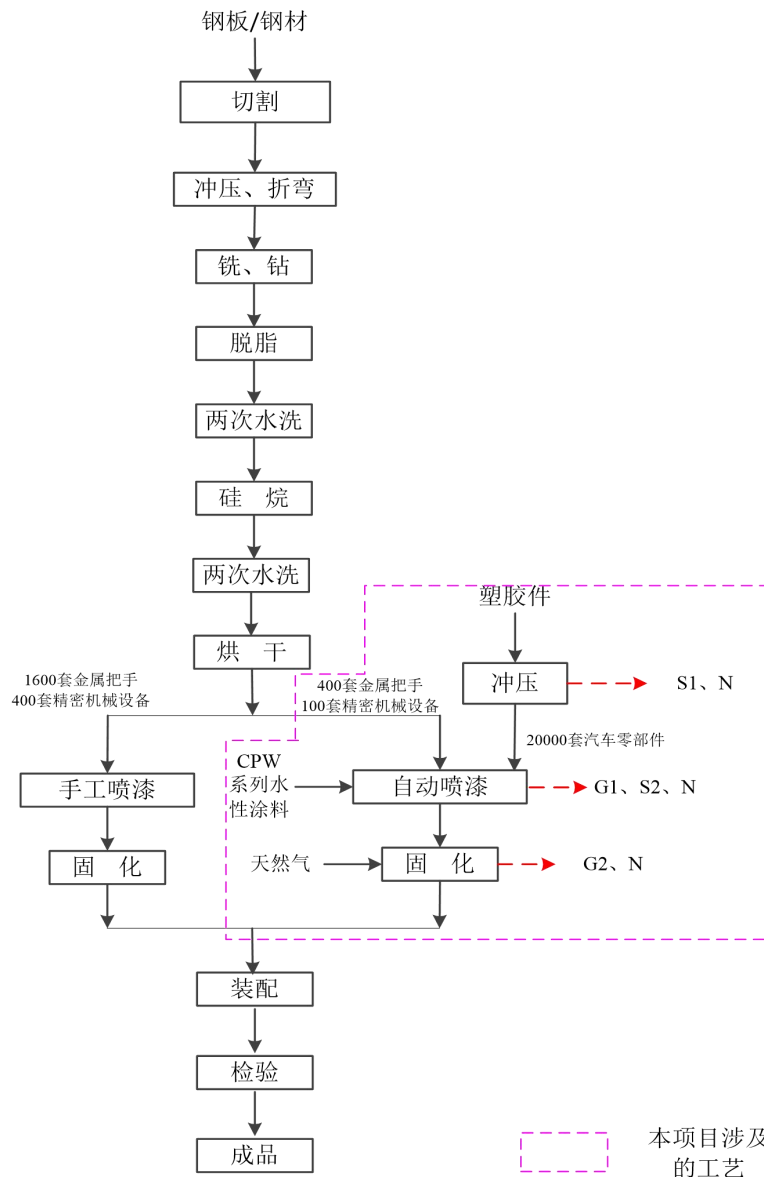 钢板/钢材
切割
冲压、折弯
铣、钻
脱脂
两次水洗
硅 烷
两次水洗
烘 干
塑胶件
冲压
S1、N
1600套金属把手
400套精密机械设备
400套金属把手
100套精密机械设备
20000套汽车零部件
手工喷漆
CPW
系列水
性涂料
自动喷漆
G1、S2、N
固 化
天然气
固 化
G2、N
装配
检验
成品
本项目涉及
的工艺